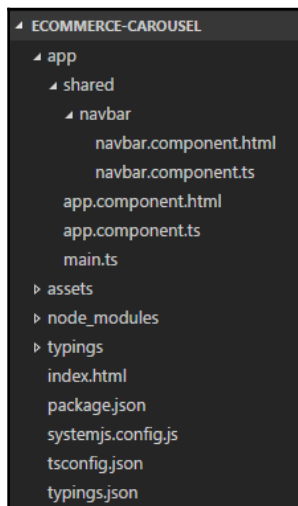 ECOMMERCE-CAROUSEL
app
shared
navbar
navbar.component.html
navbar.component.ts
app.component.html
app.component.ts
main.ts
assets
node_modules
typings
index.html
package.json
systemjs.config.js
tsconfig.json
typings.json